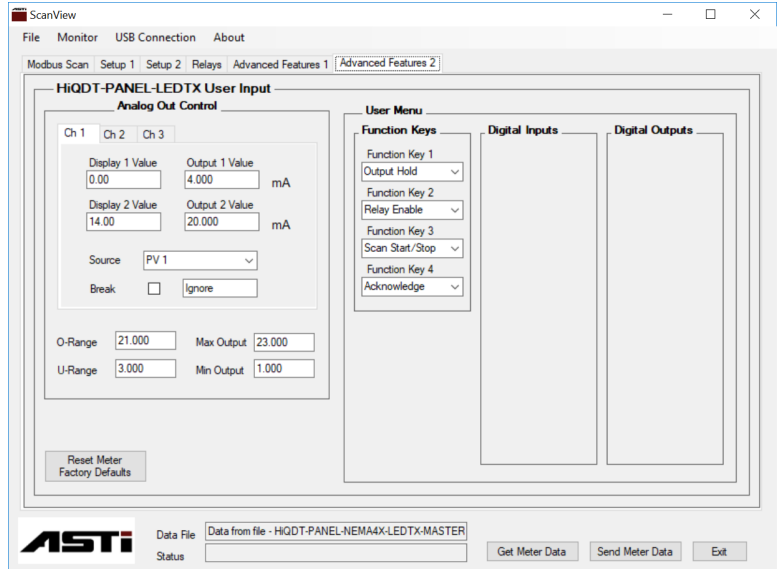 ScanView
File Monitor USB Connection About
Modbus Scan Setup 1 Setup 2 Relays Advanced Features 1 Advanced Features 2
HiQDT-PANEL-LEDTX User Input
Analog Out Control
Ch 1 Ch 2 Ch 3
Display 1 Value Output 1 Value
0.00 4.000 mA
Display 2 Value Output 2 Value
14.00 20.000 mA
Source PV 1
Break Ignore
O-Range 21.000 Max Output 23.000
U-Range 3.000 Min Output 1.000
Reset Meter
Factory Defaults
User Menu
Function Keys
Function Key 1
Output Hold
Function Key 2
Relay Enable
Function Key 3
Scan Start/Stop
Function Key 4
Acknowledge
Digital Inputs
Digital Outputs
ASTi
Data File Data from file - HiQDT-PANEL-NEMA4X-LEDTX-MASTER
Status
Get Meter Data Send Meter Data Exit